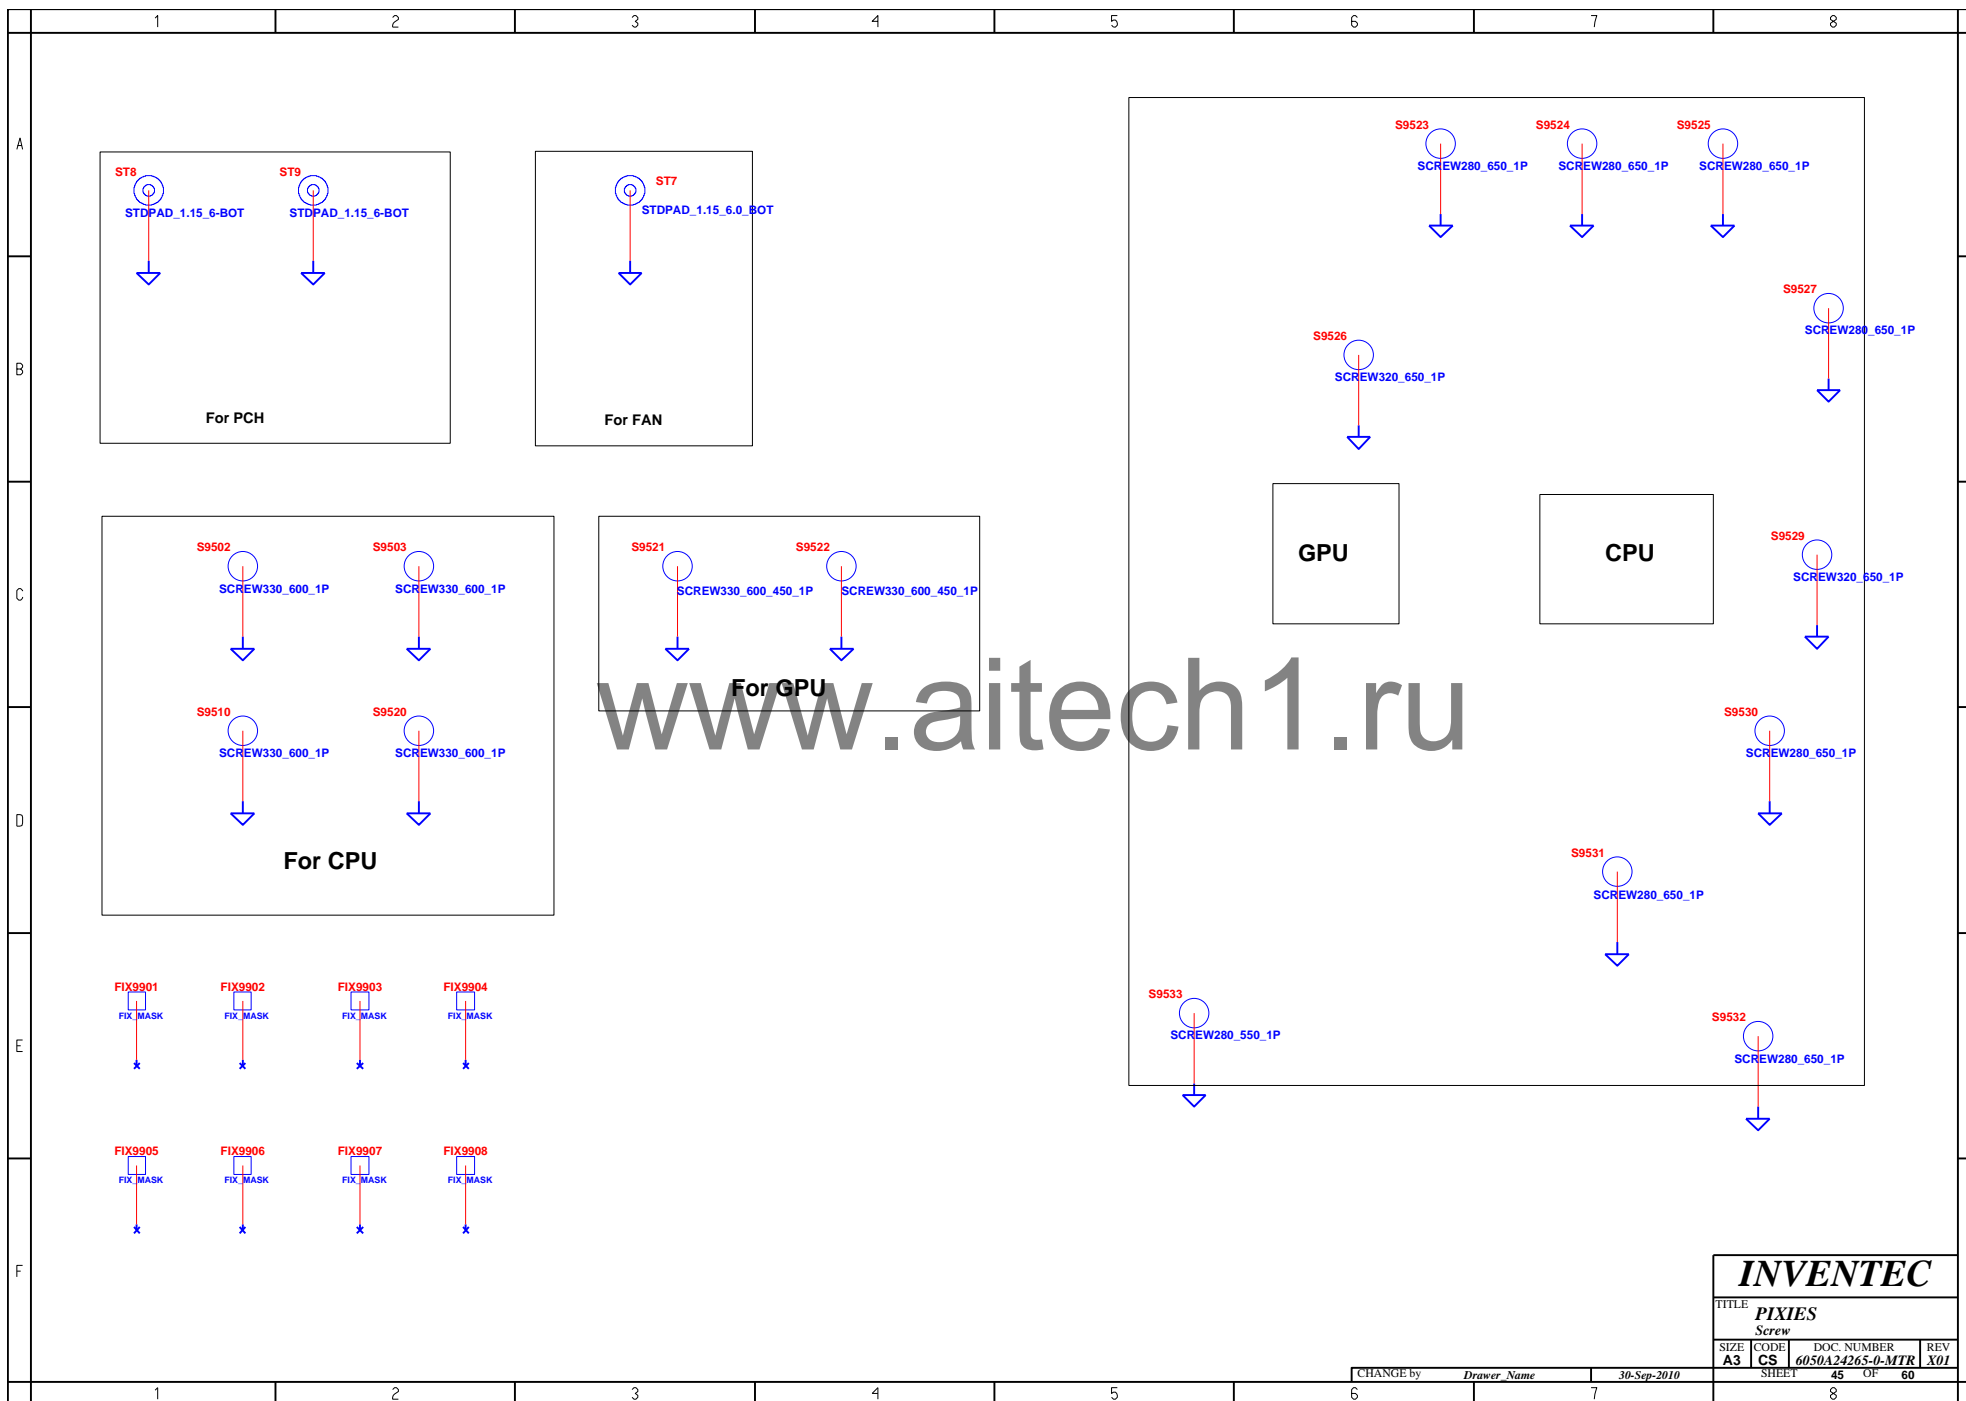 1 2 3 4 5 6 7 8
A
B
C
D
E
F
ST8
STDPAD_1.15_6-BOT
ST9
STDPAD_1.15_6-BOT
For PCH
ST7
STDPAD_1.15_6.0_BOT
For FAN
S9502
SCREW330_600_1P
S9503
SCREW330_600_1P
S9510
SCREW330_600_1P
S9520
SCREW330_600_1P
For CPU
S9521
SCREW330_600_450_1P
S9522
SCREW330_600_450_1P
For GPU
www.aitech1.ru
S9523
SCREW280_650_1P
S9524
SCREW280_650_1P
S9525
SCREW280_650_1P
S9527
SCREW280_650_1P
S9526
SCREW320_650_1P
GPU
CPU
S9529
SCREW320_650_1P
S9530
SCREW280_650_1P
S9531
SCREW280_650_1P
S9533
SCREW280_550_1P
S9532
SCREW280_650_1P
FIX9901
FIX_MASK
FIX9902
FIX_MASK
FIX9903
FIX_MASK
FIX9904
FIX_MASK
FIX9905
FIX_MASK
FIX9906
FIX_MASK
FIX9907
FIX_MASK
FIX9908
FIX_MASK
INVENTEC
TITLE
PIXIES
Screw
SIZE CODE DOC. NUMBER REV
A3 CS 6050A24265-0-MTR X01
CHANGE by Drawer_Name 30-Sep-2010 SHEET 45 OF 60
1 2 3 4 5 6 7 8